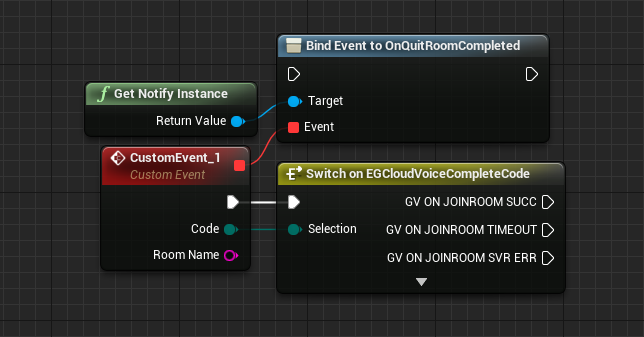 Bind Event to OnQuitRoomCompleted
Get Notify Instance
Return Value
Target
Event
CustomEvent_1
Custom Event
Code
Room Name
Switch on EGCloudVoiceCompleteCode
GV ON JOINROOM SUCC
Selection
GV ON JOINROOM TIMEOUT
GV ON JOINROOM SVR ERR